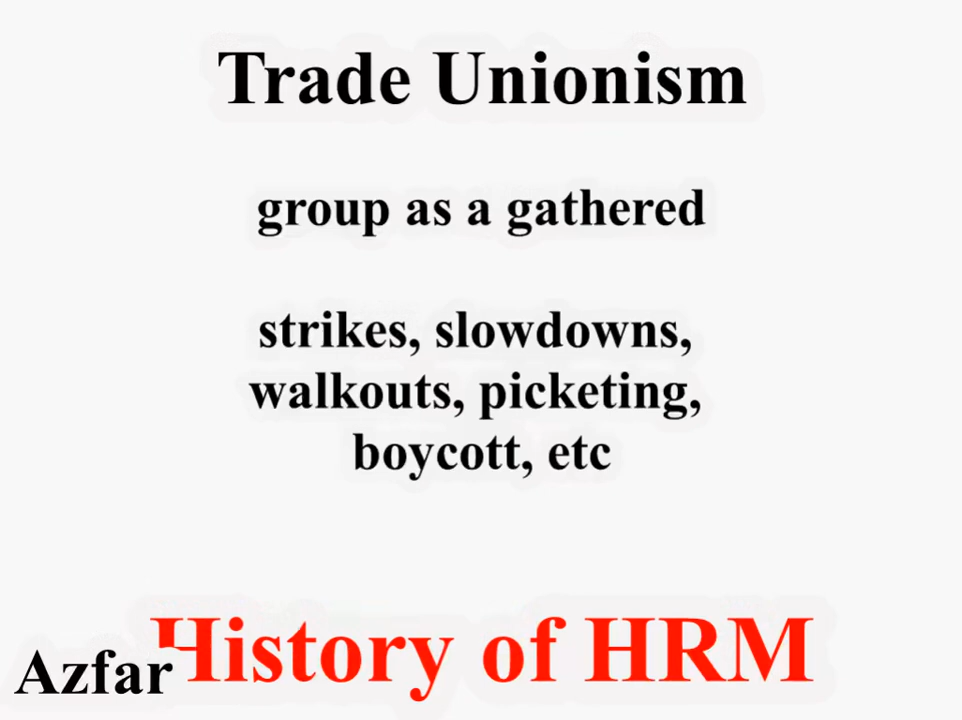 Trade Unionism
group as a gathered
strikes, slowdowns,
walkouts, picketing,
boycott, etc
History of HRM
Azfar